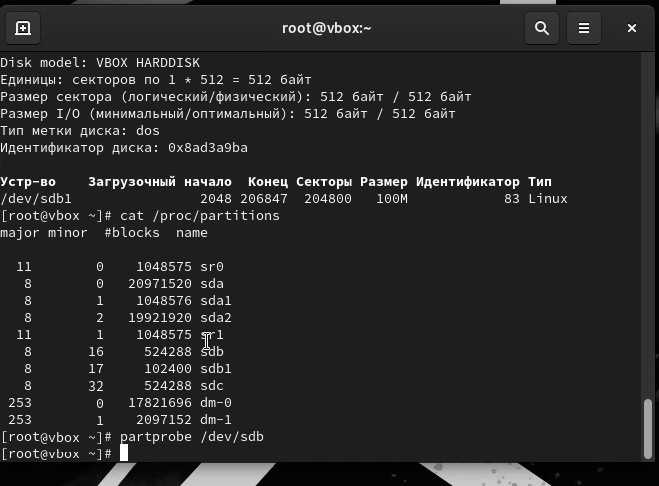 root@vbox:~
Disk model: VBOX HARDDISK
Единицы: секторов по 1 * 512 = 512 байт
Размер сектора (логический/физический): 512 байт / 512 байт
Размер I/O (минимальный/оптимальный): 512 байт / 512 байт
Тип метки диска: dos
Идентификатор диска: 0x8ad3a9ba
Устр-во Загрузочный начало Конец Секторы Размер Идентификатор Тип
/dev/sdb1 2048 206847 204800 100M 83 Linux
[root@vbox ~]# cat /proc/partitions
major minor #blocks name
11 0 1048575 sr0
8 0 20971520 sda
8 1 1048576 sda1
8 2 19921920 sda2
11 1 1048575 sr1
8 16 524288 sdb
8 17 102400 sdb1
8 32 524288 sdc
253 0 17821696 dm-0
253 1 2097152 dm-1
[root@vbox ~]# partprobe /dev/sdb
[root@vbox ~]#